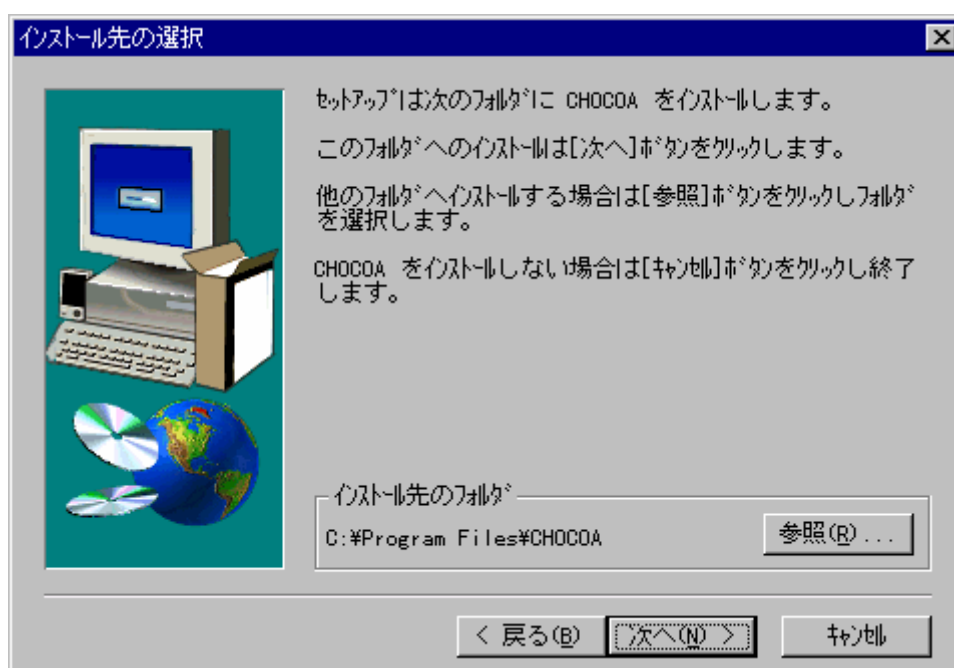 インストール先の選択
セットアップは次のフォルダに CHOCOA をインストールします。
このフォルダへのインストールは[次へ]ボタンをクリックします。
他のフォルダへインストールする場合は[参照]ボタンをクリックしフォルダ
を選択します。
CHOCOA をインストールしない場合は[キャンセル]ボタンをクリックし終了
します。
インストール先のフォルダ
C:¥Program Files¥CHOCOA
参照(R)...
< 戻る(B)
次へ(N) >
キャンセル